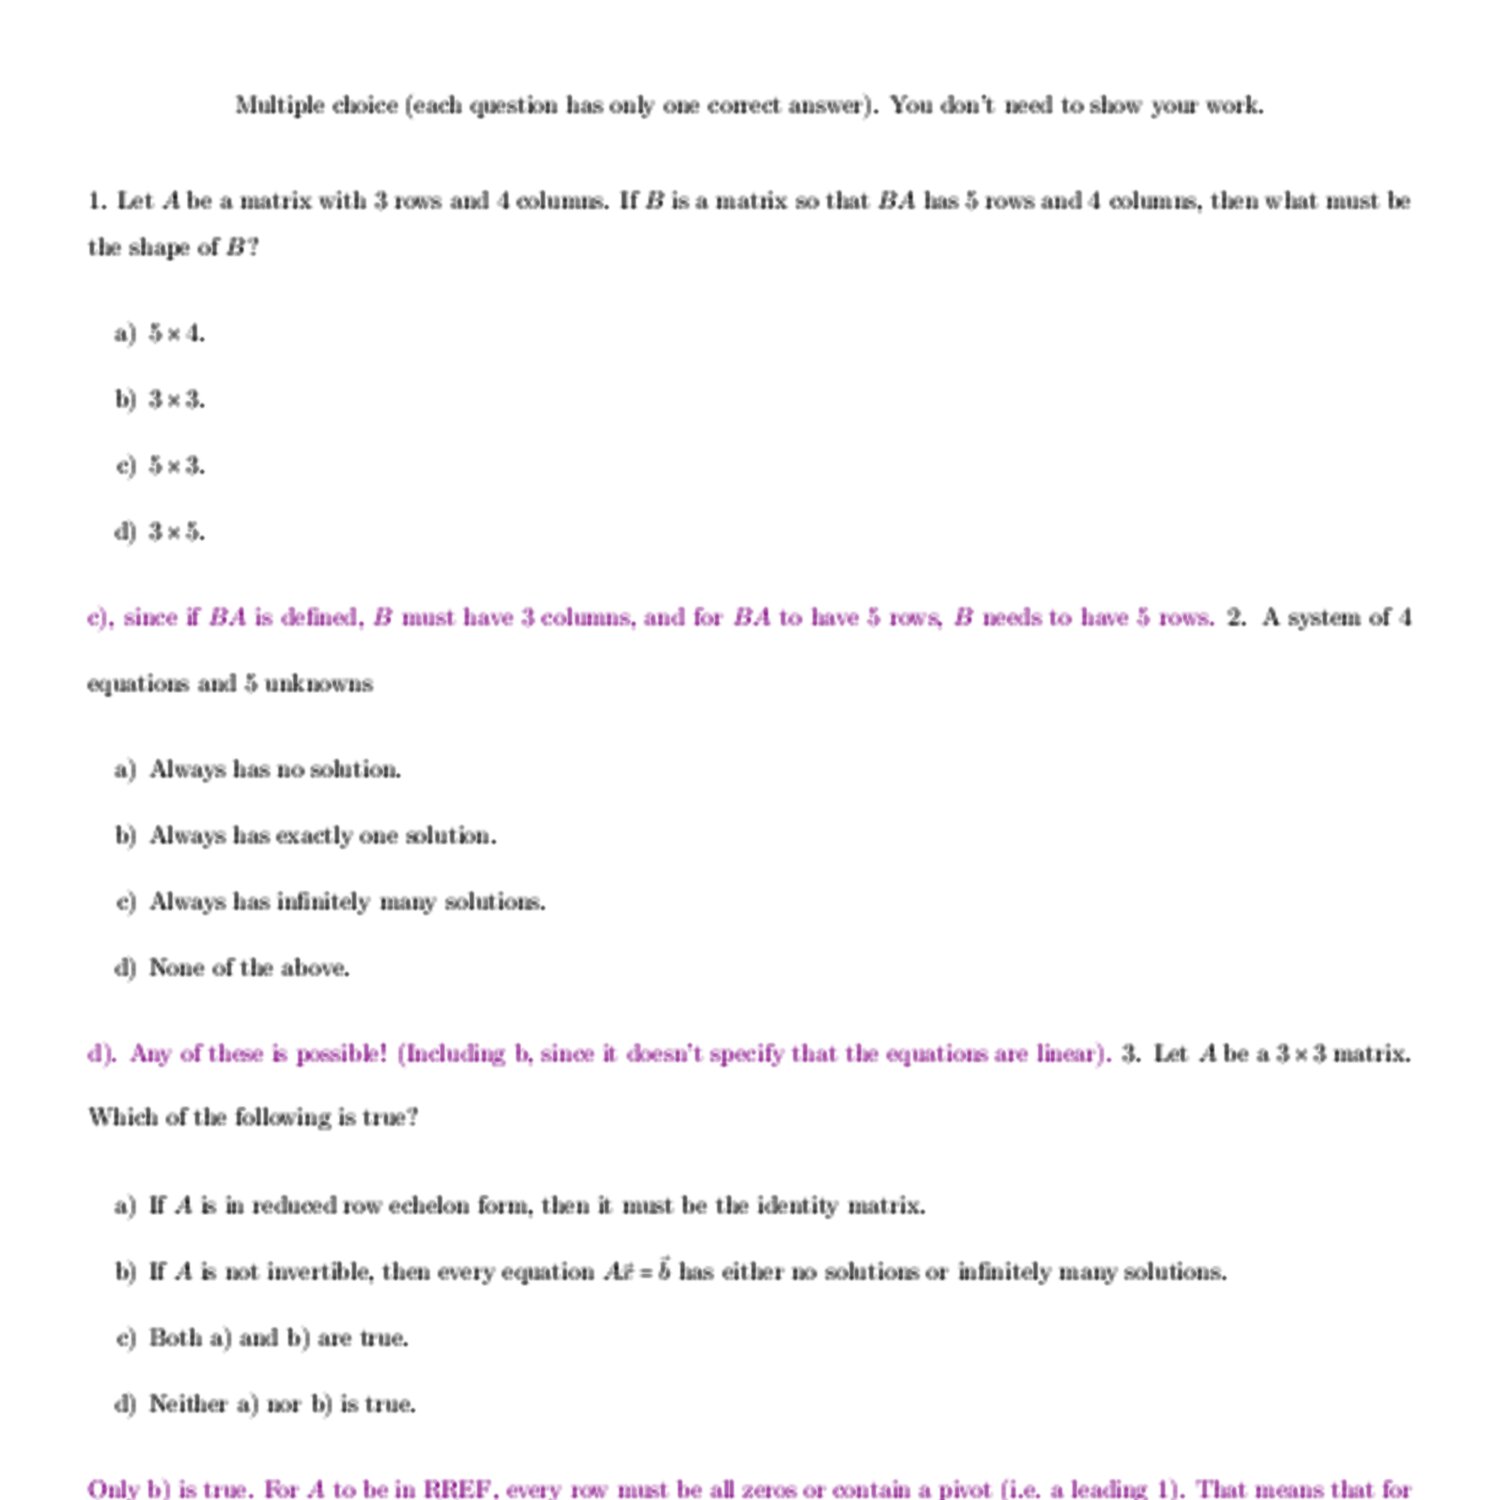 Multiple choice (each question has only one correct answer). You don't need to show your work.
1. Let A be a matrix with 3 rows and 4 columns. If B is a matrix so that BA has 5 rows and 4 columns, then what must be
the shape of B?
a) 5 × 4.
b) 3 × 3.
c) 5 × 3.
d) 3 × 5.
c), since if BA is defined, B must have 3 columns, and for BA to have 5 rows, B needs to have 5 rows. 2. A system of 4
equations and 5 unknowns
a) Always has no solution.
b) Always has exactly one solution.
c) Always has infinitely many solutions.
d) None of the above.
d). Any of these is possible! (Including b, since it doesn't specify that the equations are linear). 3. Let A be a 3 × 3 matrix.
Which of the following is true?
a) If A is in reduced row echelon form, then it must be the identity matrix.
b) If A is not invertible, then every equation Ax⃗ = b⃗ has either no solutions or infinitely many solutions.
c) Both a) and b) are true.
d) Neither a) nor b) is true.
Only b) is true. For A to be in RREF, every row must be all zeros or contain a pivot (i.e. a leading 1). That means that for